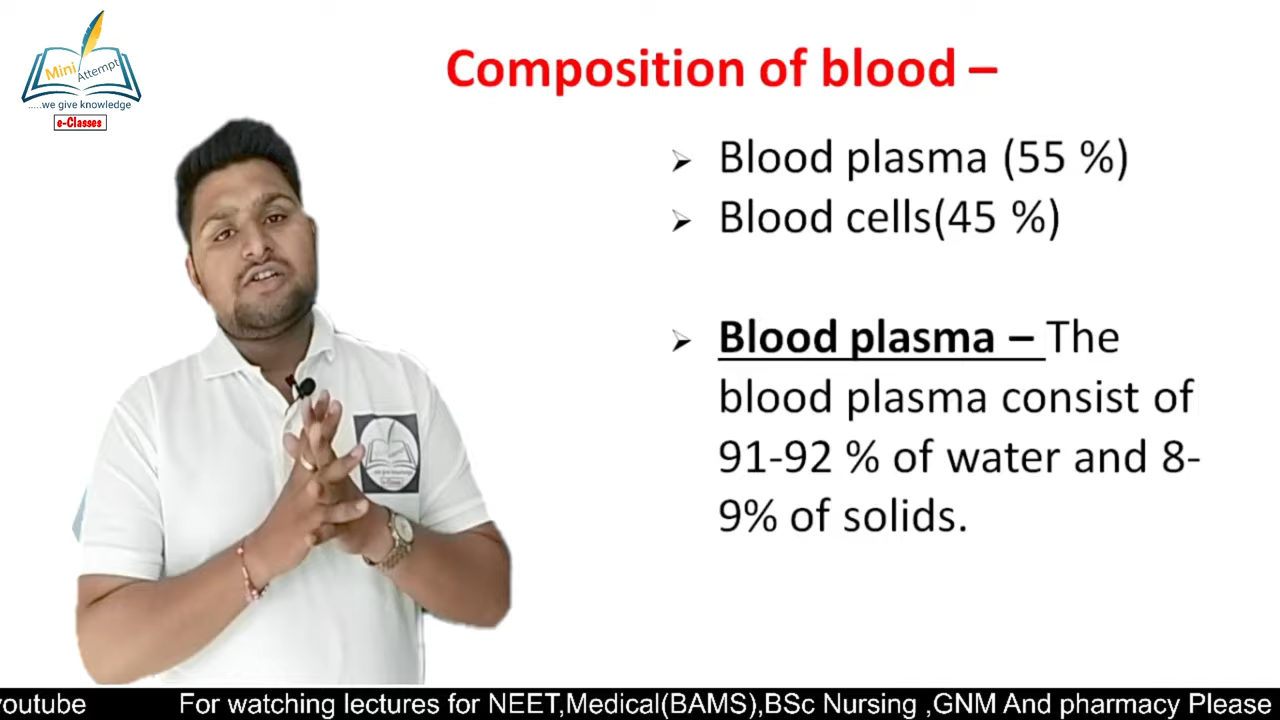 Mini Attempt
.....we give knowledge
e-Classes
Composition of blood –
➢ Blood plasma (55 %)
➢ Blood cells(45 %)
➢ Blood plasma – The
blood plasma consist of
91-92 % of water and 8-
9% of solids.
youtube For watching lectures for NEET,Medical(BAMS),BSc Nursing ,GNM And pharmacy Please